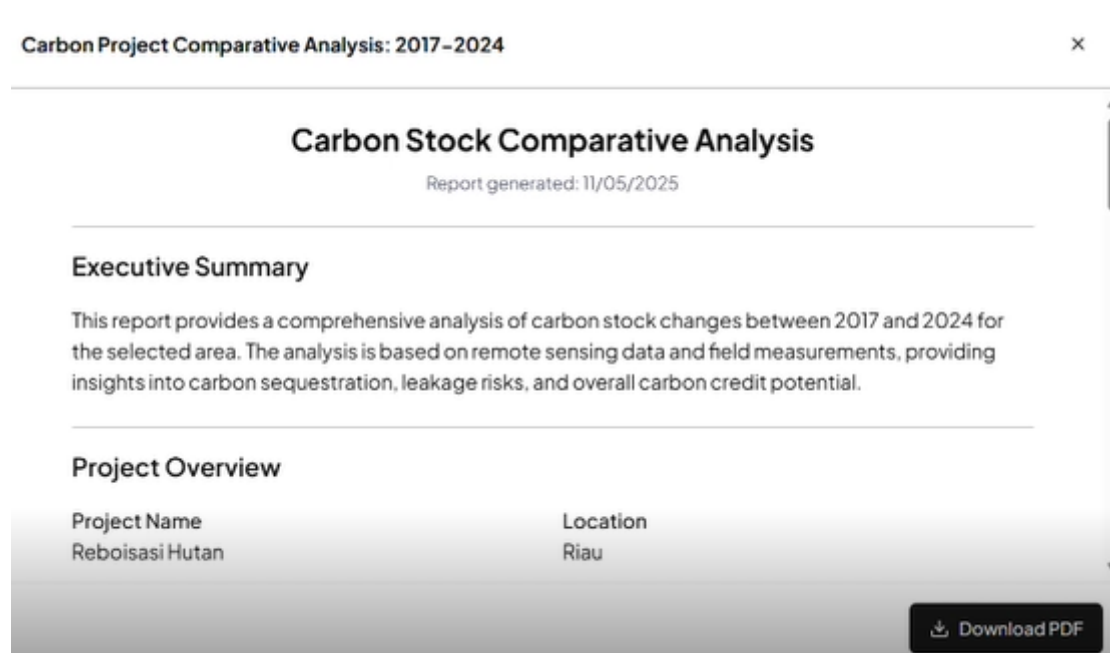 Carbon Project Comparative Analysis: 2017–2024
Carbon Stock Comparative Analysis
Report generated: 11/05/2025
Executive Summary
This report provides a comprehensive analysis of carbon stock changes between 2017 and 2024 for
the selected area. The analysis is based on remote sensing data and field measurements, providing
insights into carbon sequestration, leakage risks, and overall carbon credit potential.
Project Overview
Project Name
Location
Reboisasi Hutan
Riau
Download PDF